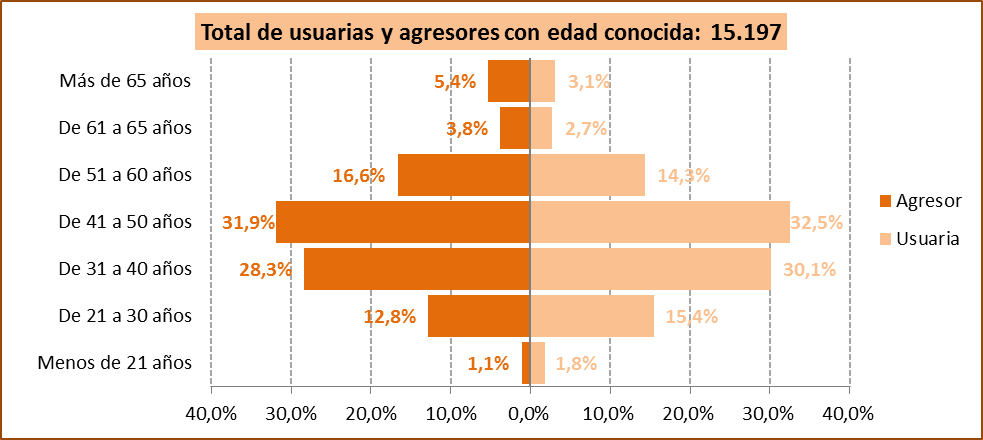 Total de usuarias y agresores con edad conocida: 15.197
Más de 65 años 5,4% 3,1%
De 61 a 65 años 3,8% 2,7%
De 51 a 60 años 16,6% 14,3%
De 41 a 50 años 31,9% 32,5%
De 31 a 40 años 28,3% 30,1%
De 21 a 30 años 12,8% 15,4%
Menos de 21 años 1,1% 1,8%
40,0% 30,0% 20,0% 10,0% 0,0% 10,0% 20,0% 30,0% 40,0%
Agresor
Usuaria